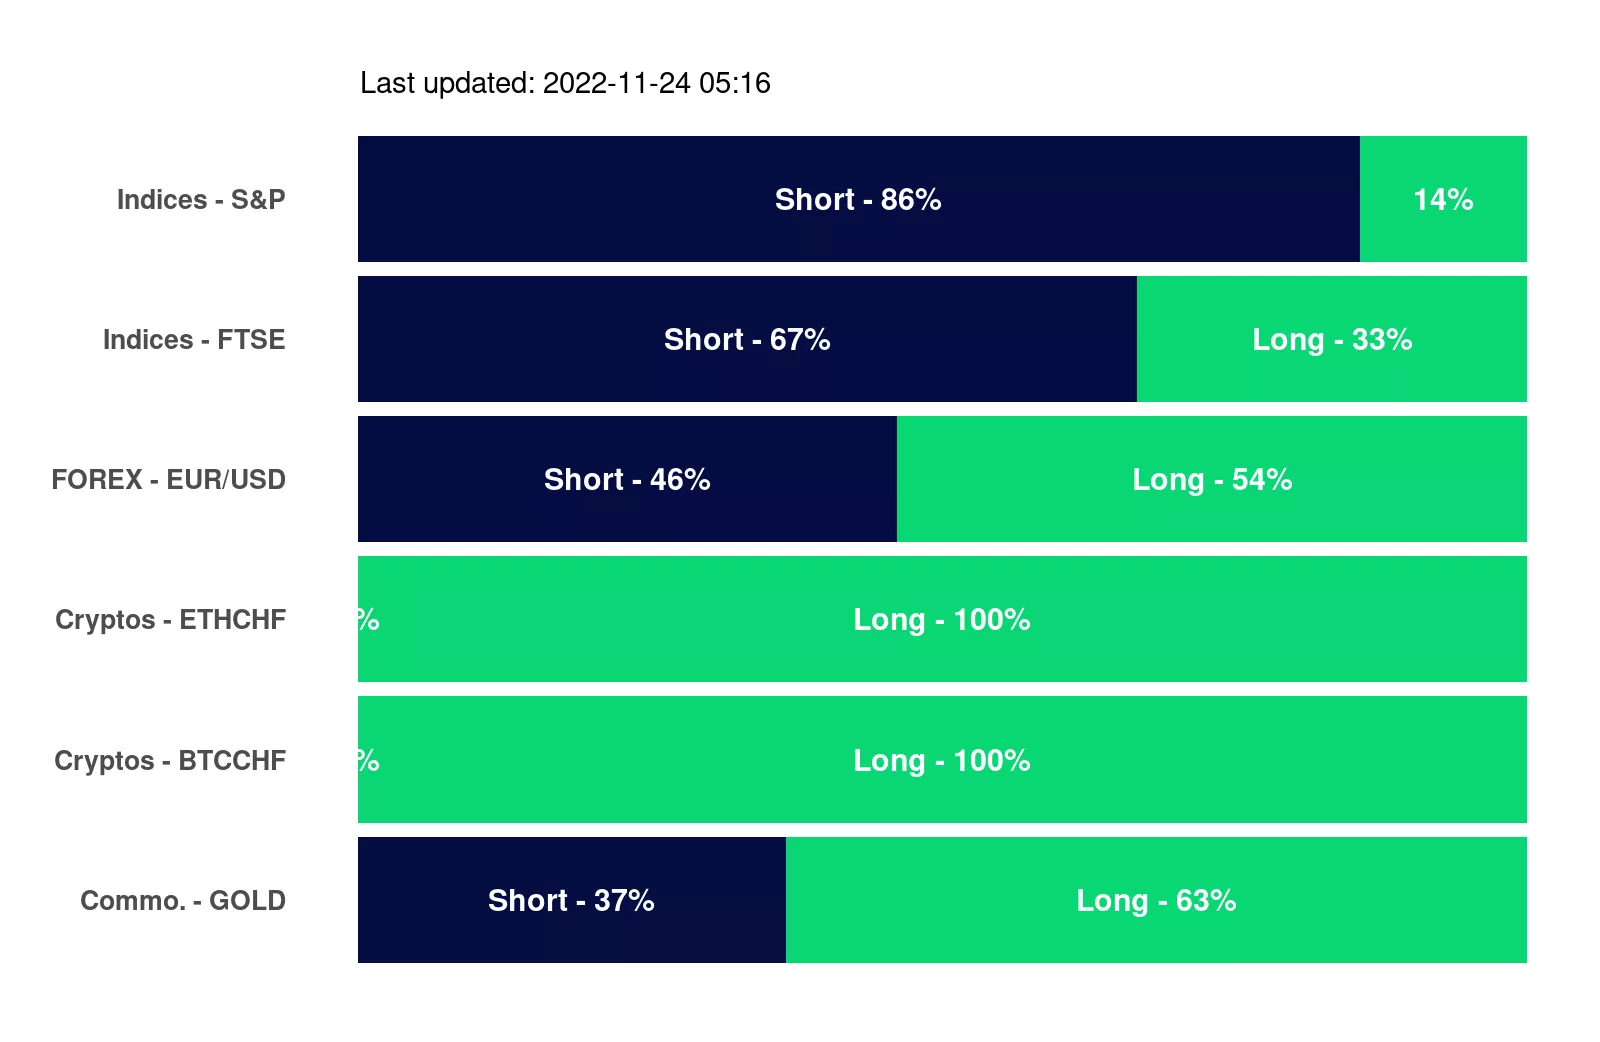 Last updated: 2022-11-24 05:16
Indices - S&P Short - 86% 14%
Indices - FTSE Short - 67% Long - 33%
FOREX - EUR/USD Short - 46% Long - 54%
Cryptos - ETHCHF % Long - 100%
Cryptos - BTCCHF % Long - 100%
Commo. - GOLD Short - 37% Long - 63%